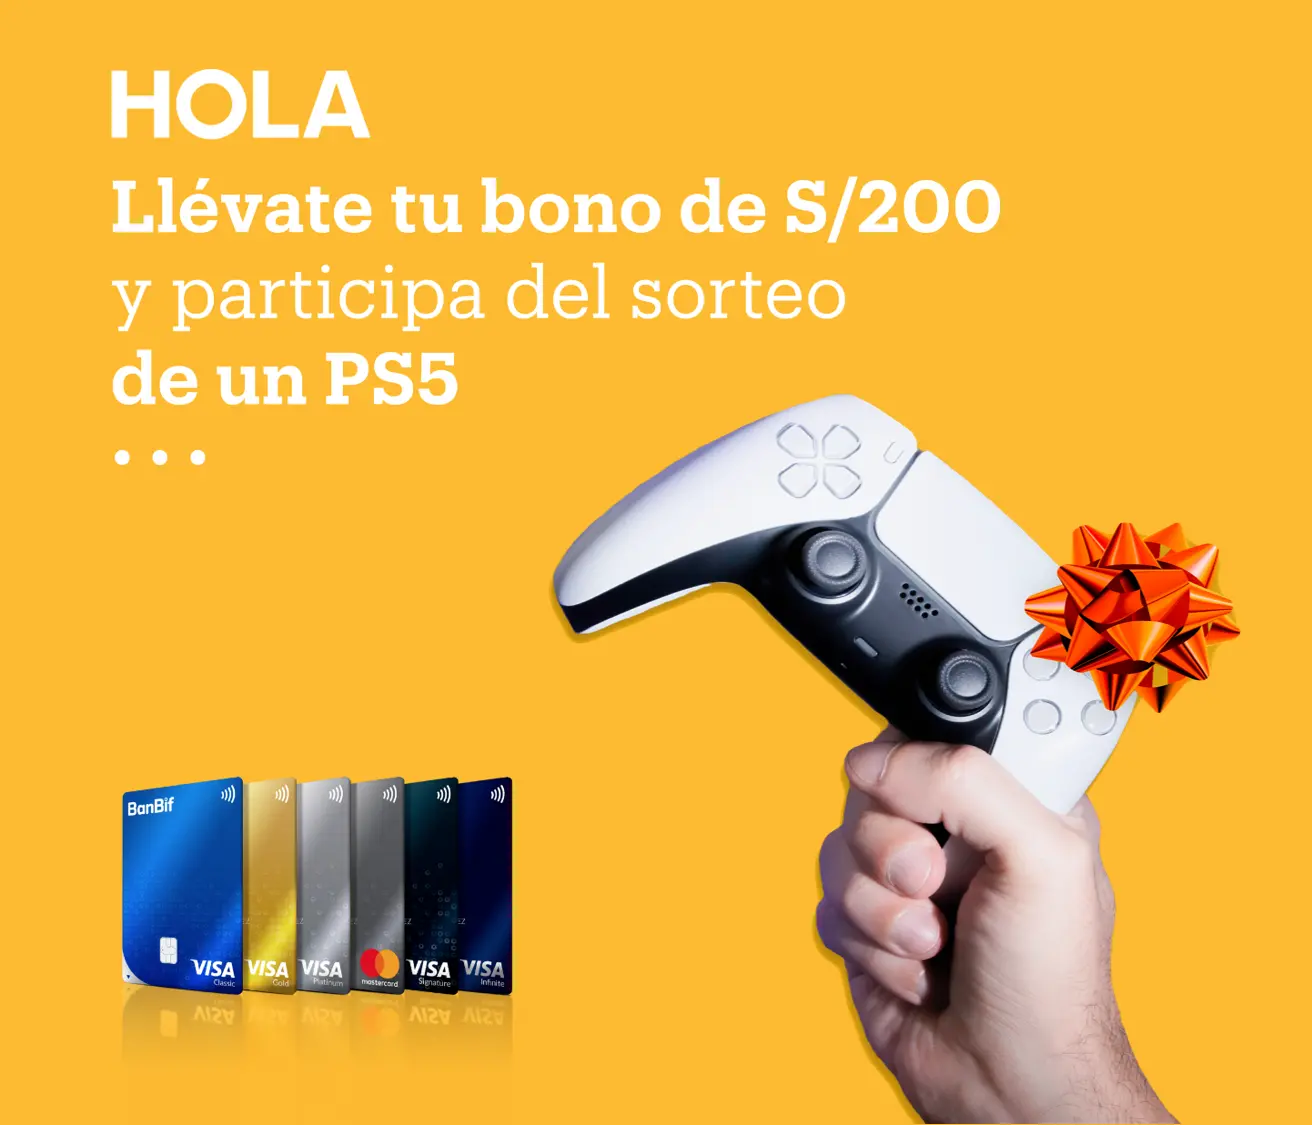 HOLA
Llévate tu bono de S/200
y participa del sorteo
de un PS5
...
BanBif
VISA
Classic
VISA
Gold
VISA
Platinum
mastercard
VISA
Signature
VISA
Infinite